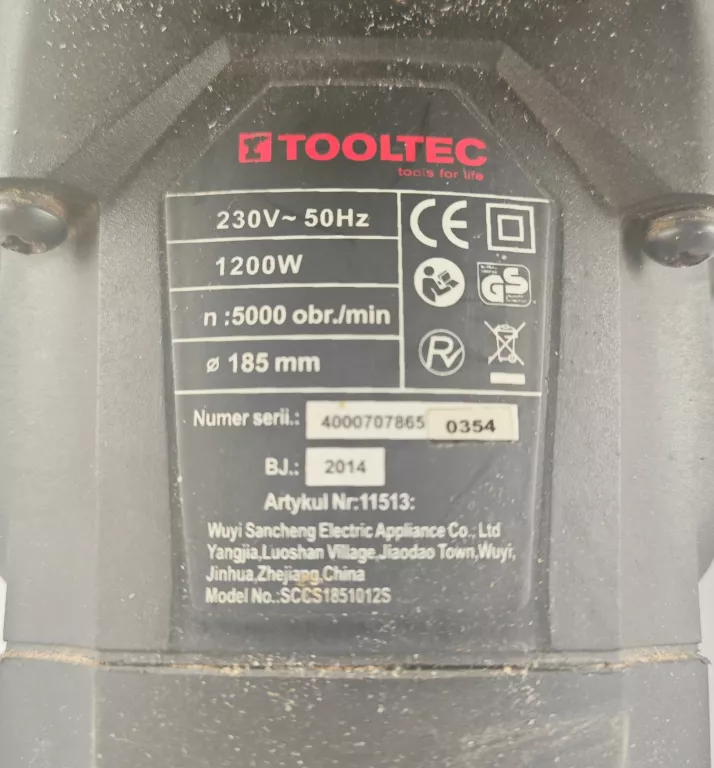 TOOLTEC
tools for life
230V~ 50Hz
1200W
n :5000 obr./min
ø 185 mm
CE
GS
Numer serii.: 4000707865 0354
BJ.: 2014
Artykul Nr:11513:
Wuyi Sancheng Electric Appliance Co., Ltd
Yangjia,Luoshan Village,Jiaodao Town,Wuyi,
Jinhua,Zhejiang,China
Model No.:SCCS1851012S